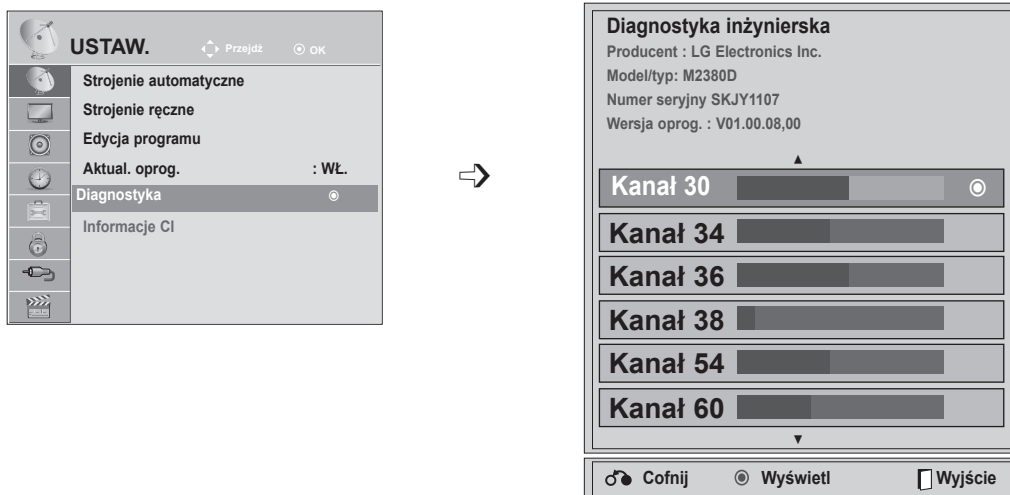 USTAW.
Przejdź
OK
Strojenie automatyczne
Strojenie ręczne
Edycja programu
Aktual. oprog. : WŁ.
Diagnostyka
Informacje CI
Diagnostyka inżynierska
Producent : LG Electronics Inc.
Model/typ: M2380D
Numer seryjny SKJY1107
Wersja oprog. : V01.00.08,00
Kanał 30
Kanał 34
Kanał 36
Kanał 38
Kanał 54
Kanał 60
Cofnij
Wyświetl
Wyjście